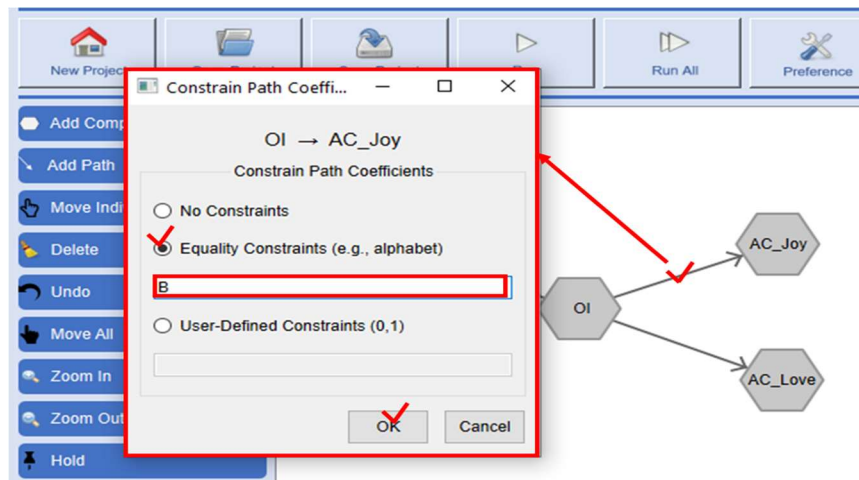 New Projec
Run All
Preference
Constrain Path Coeffi...
OI → AC_Joy
Constrain Path Coefficients
No Constraints
Equality Constraints (e.g., alphabet)
B
User-Defined Constraints (0,1)
OK
Cancel
Add Comp
Add Path
Move Indi
Delete
Undo
Move All
Zoom In
Zoom Out
Hold
OI
AC_Joy
AC_Love